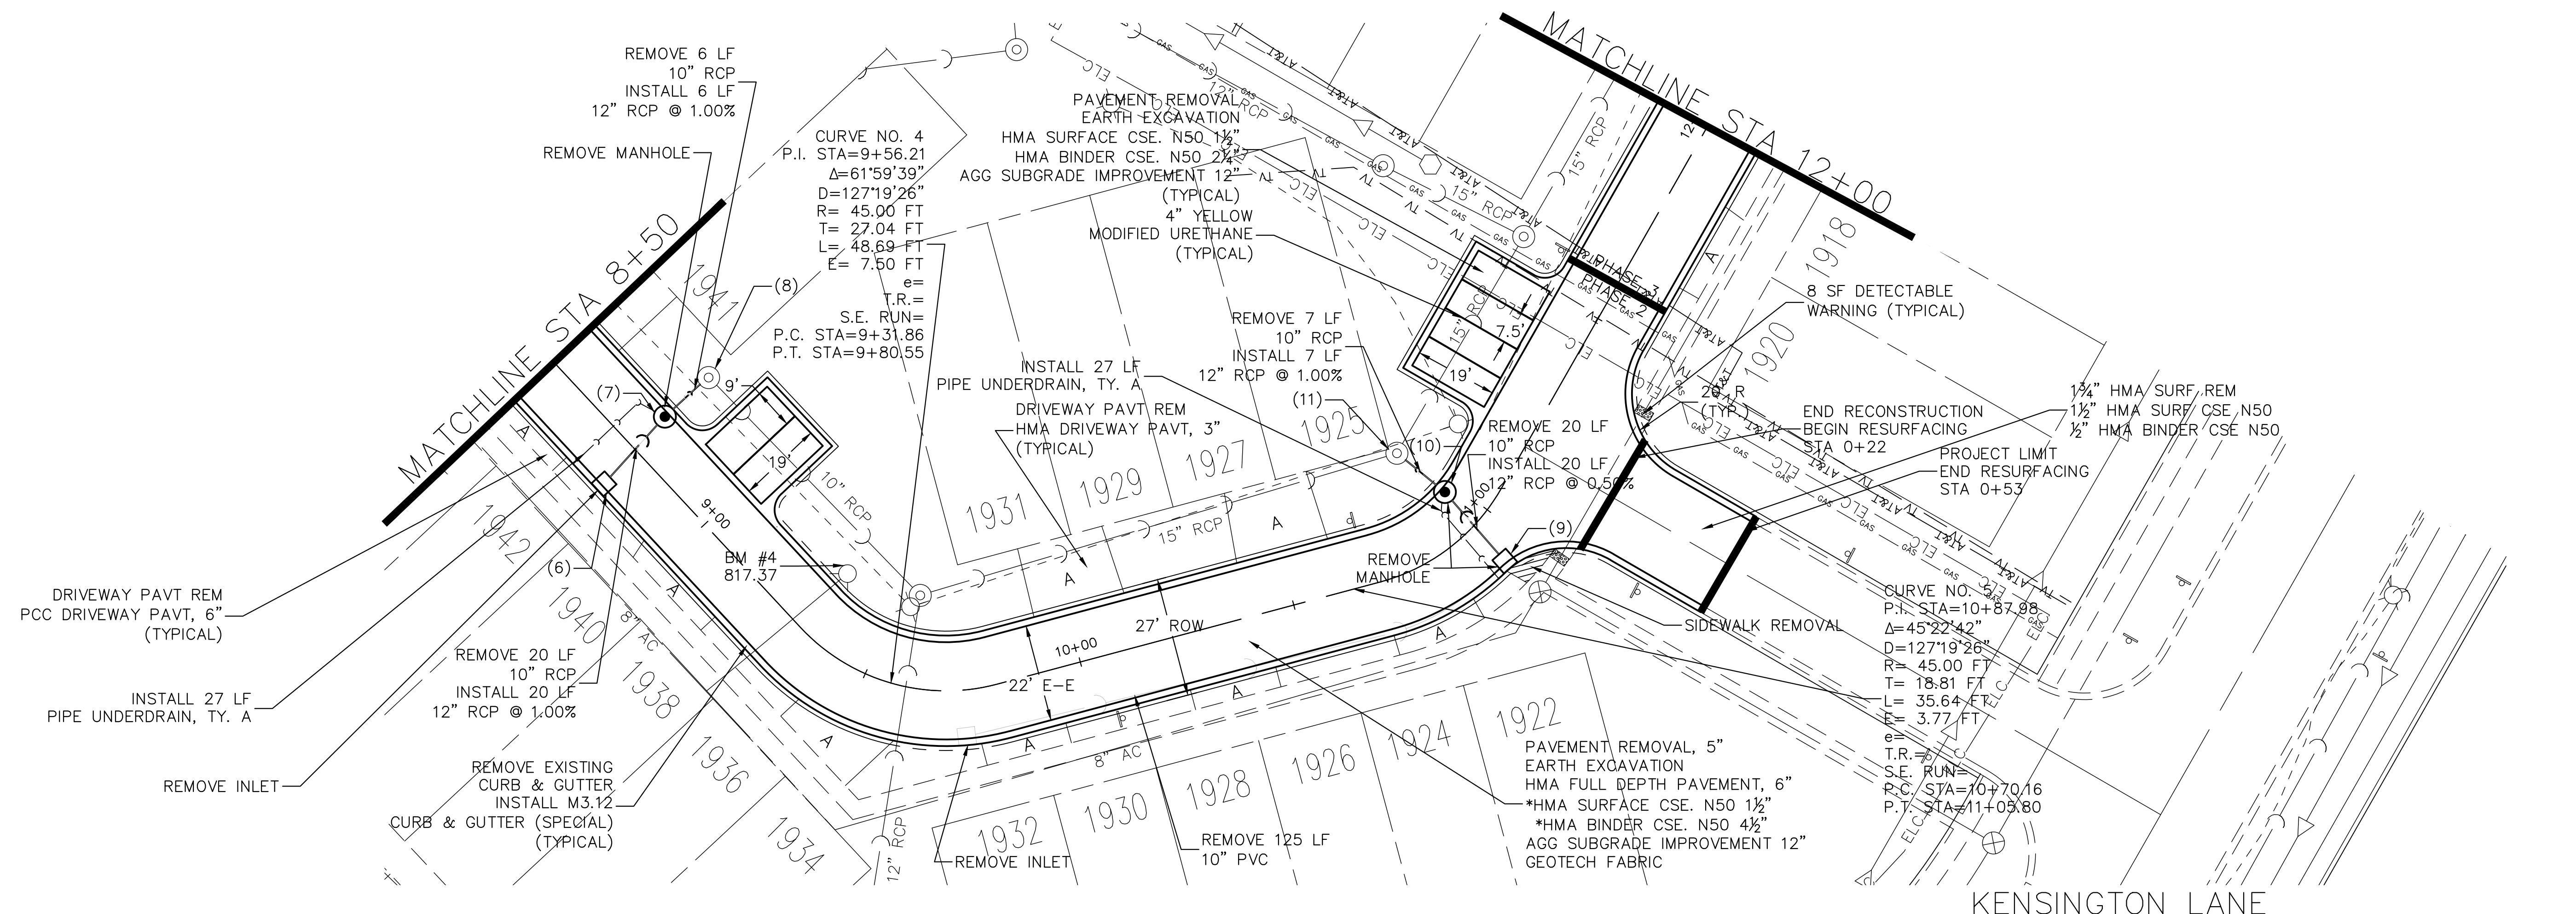 REMOVE 6 LF
10" RCP
INSTALL 6 LF
12" RCP @ 1.00%
REMOVE MANHOLE
MATCHLINE STA 8+50
CURVE NO. 4
P.I. STA=9+56.21
Δ=61°59'39"
D=127°19'26"
R= 45.00 FT
T= 27.04 FT
L= 48.69 FT
E= 7.50 FT
e=
T.R.=
S.E. RUN=
P.C. STA=9+31.86
P.T. STA=9+80.55
PAVEMENT REMOVAL
EARTH EXCAVATION
HMA SURFACE CSE. N50 1½"
HMA BINDER CSE. N50 2¼"
AGG SUBGRADE IMPROVEMENT 12"
(TYPICAL)
4" YELLOW
MODIFIED URETHANE
(TYPICAL)
MATCHLINE STA 12+00
12" RCP
15" RCP
15" RCP
15" RCP
PHASE 3
PHASE 2
7.5'
19'
1918
1920
8 SF DETECTABLE
WARNING (TYPICAL)
REMOVE 7 LF
10" RCP
INSTALL 7 LF
12" RCP @ 1.00%
(11)
(10)
INSTALL 27 LF
PIPE UNDERDRAIN, TY. A
DRIVEWAY PAVT REM
HMA DRIVEWAY PAVT, 3"
(TYPICAL)
REMOVE 20 LF
10" RCP
INSTALL 20 LF
12" RCP @ 0.50%
(TYP.)
END RECONSTRUCTION
BEGIN RESURFACING
STA 0+22
1¾" HMA SURF REM
1½" HMA SURF CSE N50
½" HMA BINDER CSE N50
PROJECT LIMIT
END RESURFACING
STA 0+53
1941
(8)
(7)
9'
19'
10" RCP
9+00
(6)
1942
1940
1938
1936
1934
8" AC
BM #4
817.37
1931
1929
1927
1925
15" RCP
11+00
(9)
REMOVE
MANHOLE
SIDEWALK REMOVAL
27' ROW
10+00
22' E-E
DRIVEWAY PAVT REM
PCC DRIVEWAY PAVT, 6"
(TYPICAL)
INSTALL 27 LF
PIPE UNDERDRAIN, TY. A
REMOVE INLET
REMOVE 20 LF
10" RCP
INSTALL 20 LF
12" RCP @ 1.00%
REMOVE EXISTING
CURB & GUTTER
INSTALL M3.12
CURB & GUTTER (SPECIAL)
(TYPICAL)
12" RCP
8" AC
REMOVE INLET
REMOVE 125 LF
10" PVC
1932
1930
1928
1926
1924
1922
PAVEMENT REMOVAL, 5"
EARTH EXCAVATION
HMA FULL DEPTH PAVEMENT, 6"
*HMA SURFACE CSE. N50 1½"
*HMA BINDER CSE. N50 4½"
AGG SUBGRADE IMPROVEMENT 12"
GEOTECH FABRIC
CURVE NO. 5
P.I. STA=10+87.98
Δ=45°22'42"
D=127°19'26"
R= 45.00 FT
T= 18.81 FT
L= 35.64 FT
E= 3.77 FT
e=
T.R.=
S.E. RUN=
P.C. STA=10+70.16
P.T. STA=11+05.80
KENSINGTON LANE